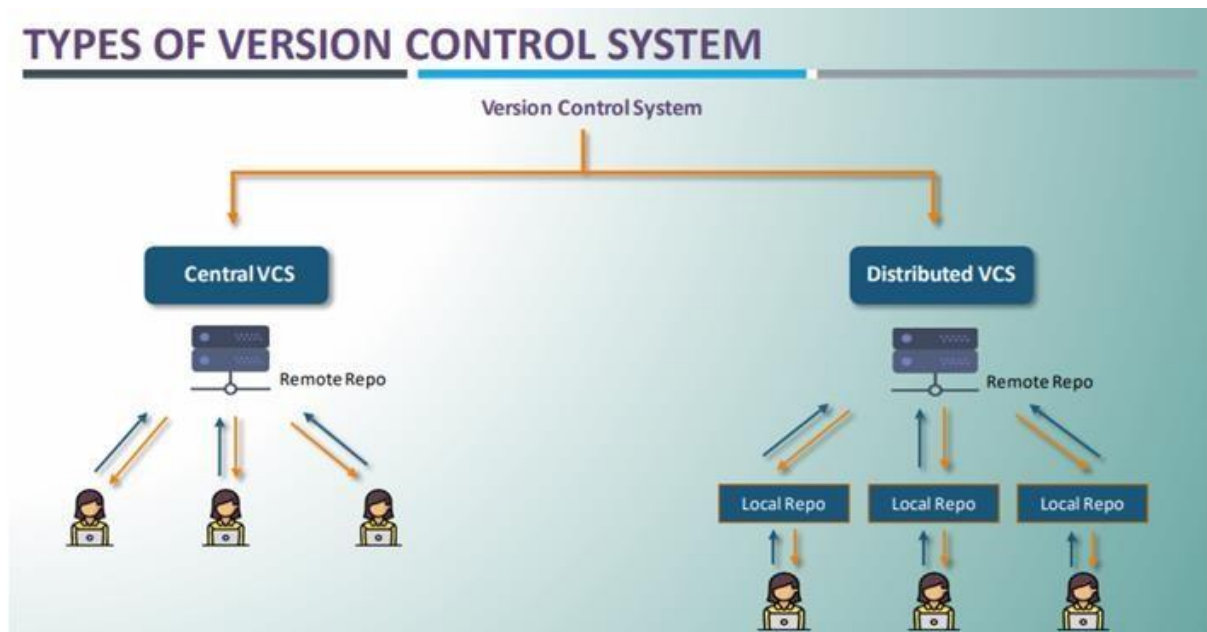 TYPES OF VERSION CONTROL SYSTEM
Version Control System
Central VCS
Distributed VCS
Remote Repo
Remote Repo
Local Repo
Local Repo
Local Repo